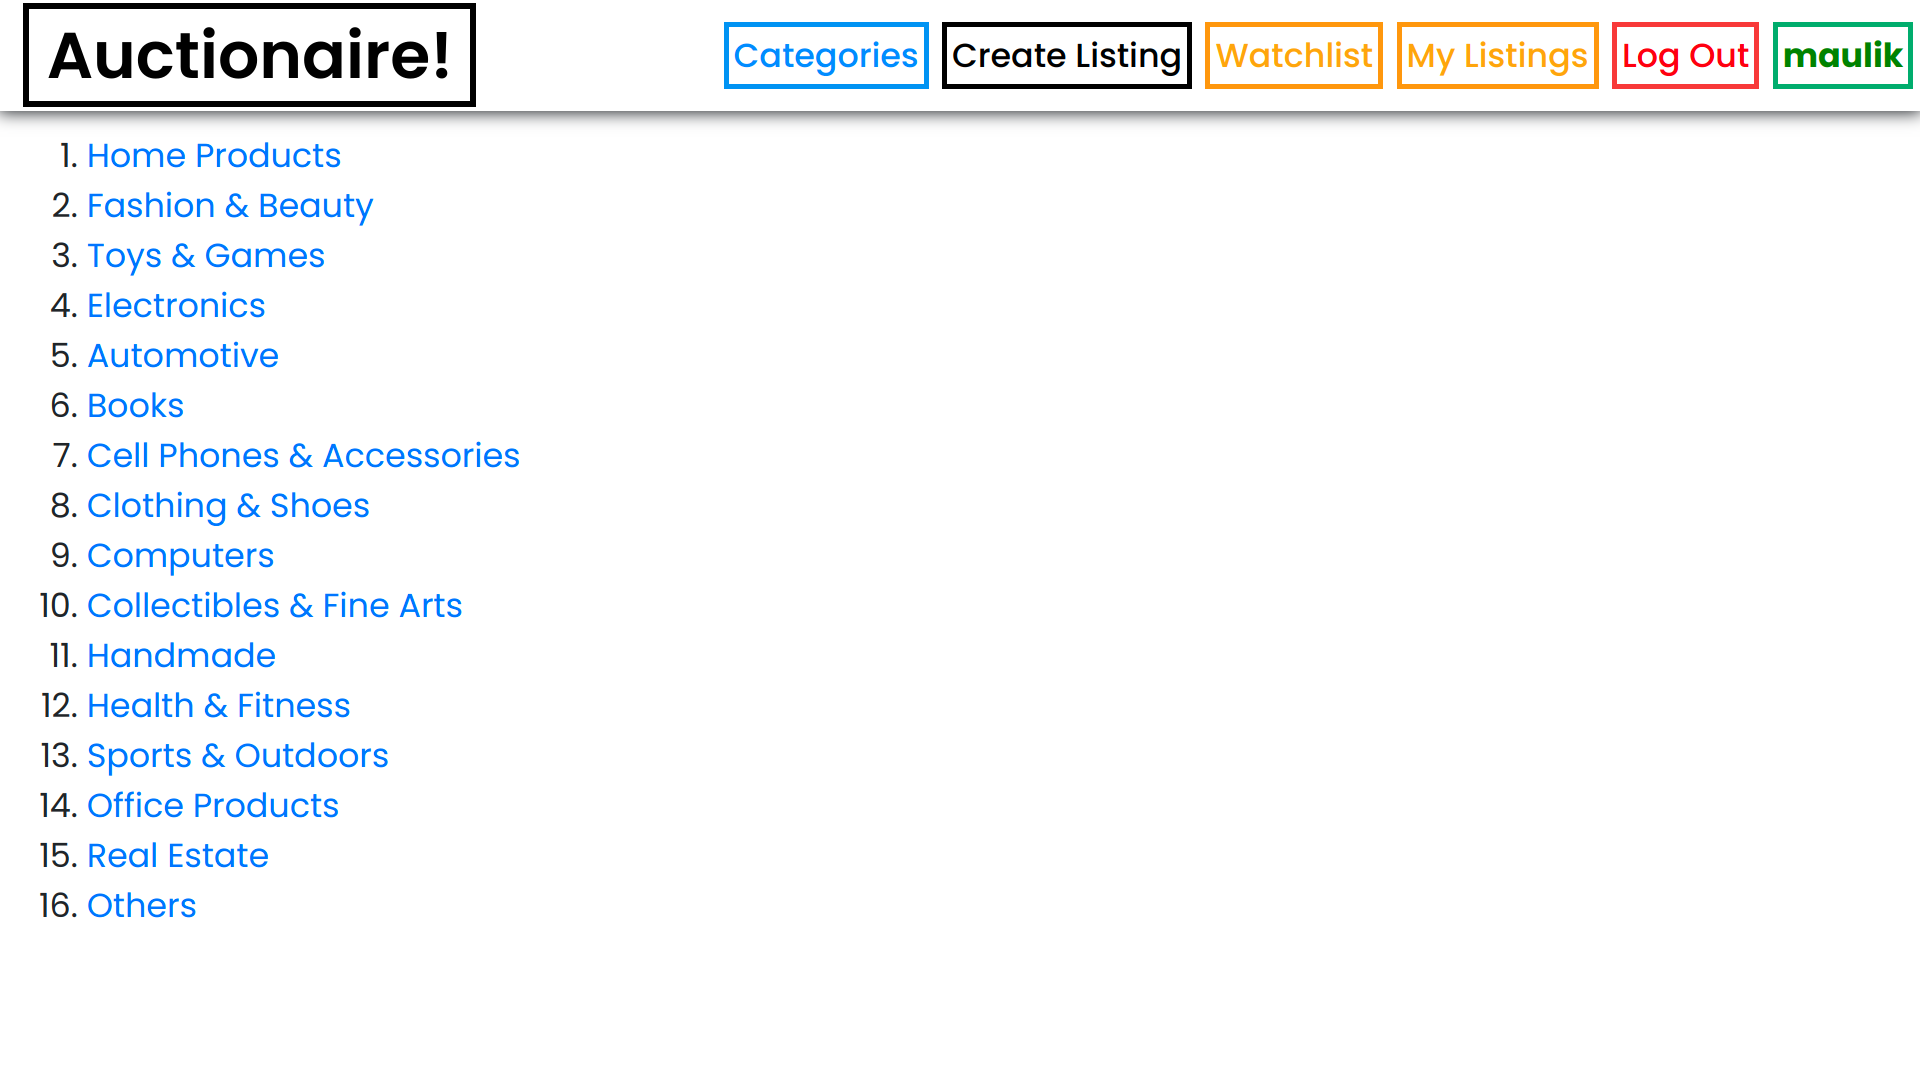 Auctionaire!
Categories Create Listing Watchlist My Listings Log Out maulik
1. Home Products
2. Fashion & Beauty
3. Toys & Games
4. Electronics
5. Automotive
6. Books
7. Cell Phones & Accessories
8. Clothing & Shoes
9. Computers
10. Collectibles & Fine Arts
11. Handmade
12. Health & Fitness
13. Sports & Outdoors
14. Office Products
15. Real Estate
16. Others